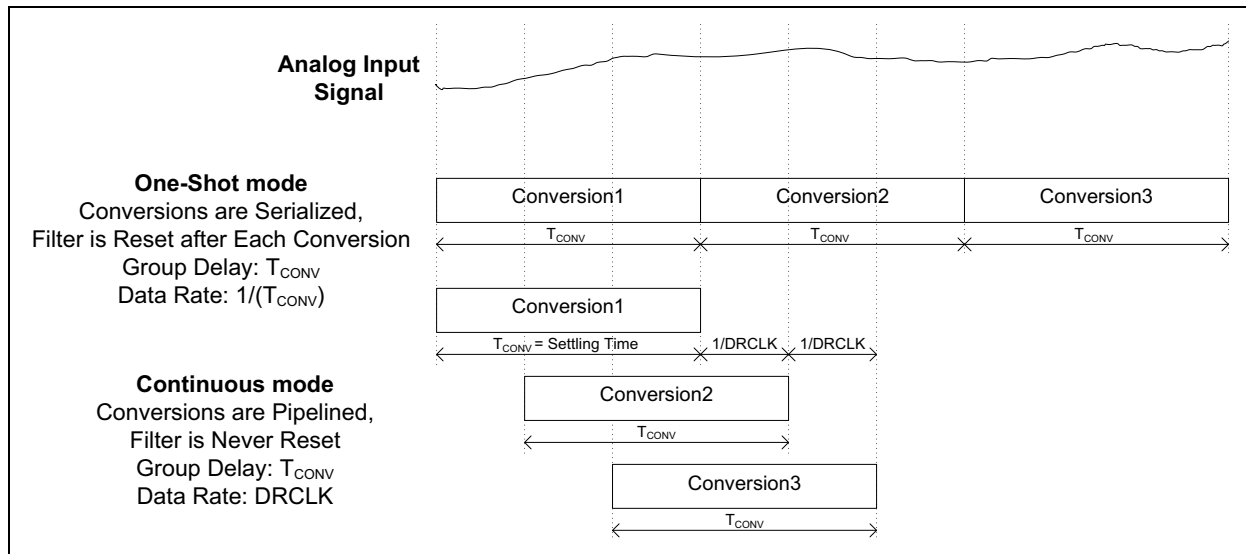 Analog Input
Signal
One-Shot mode
Conversions are Serialized,
Filter is Reset after Each Conversion
Group Delay: TCONV
Data Rate: 1/(TCONV)
Conversion1
Conversion2
Conversion3
TCONV
TCONV
TCONV
Conversion1
TCONV = Settling Time
1/DRCLK
1/DRCLK
Continuous mode
Conversions are Pipelined,
Filter is Never Reset
Group Delay: TCONV
Data Rate: DRCLK
Conversion2
TCONV
Conversion3
TCONV